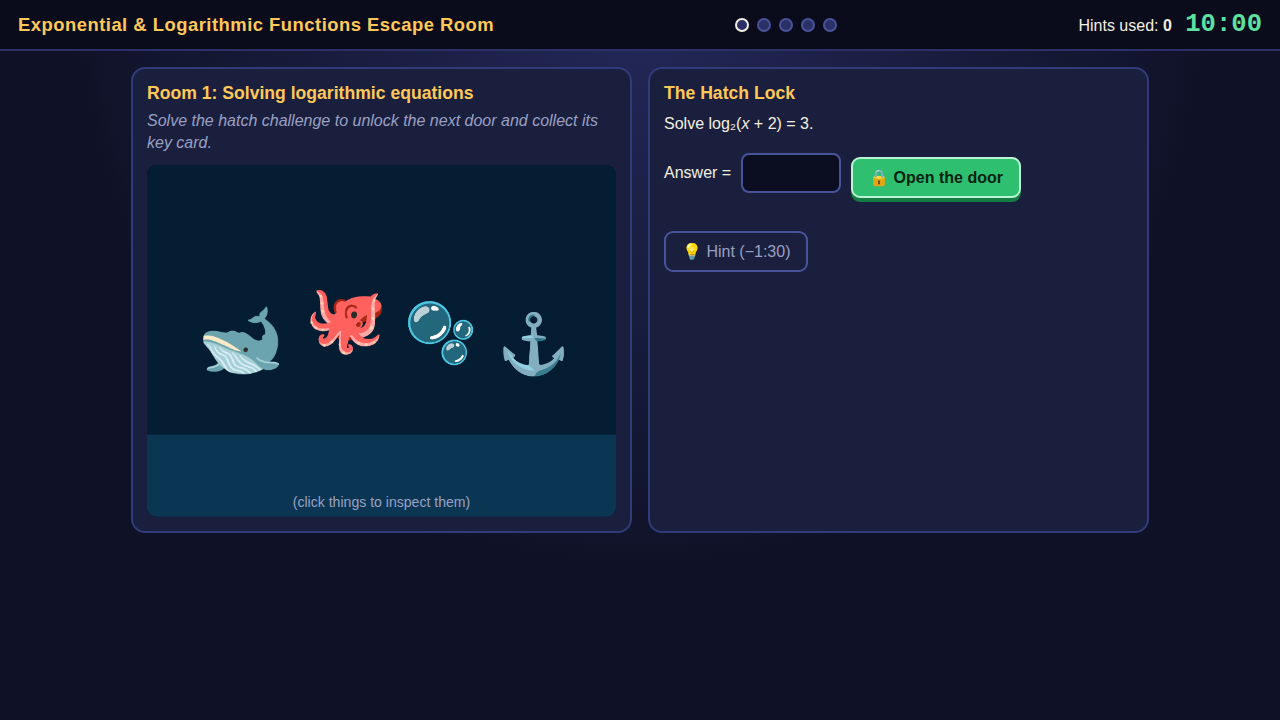 Exponential & Logarithmic Functions Escape Room
Hints used: 0 10:00
Room 1: Solving logarithmic equations
Solve the hatch challenge to unlock the next door and collect its
key card.
(click things to inspect them)
The Hatch Lock
Solve log₂(x + 2) = 3.
Answer =
🔒 Open the door
💡 Hint (−1:30)